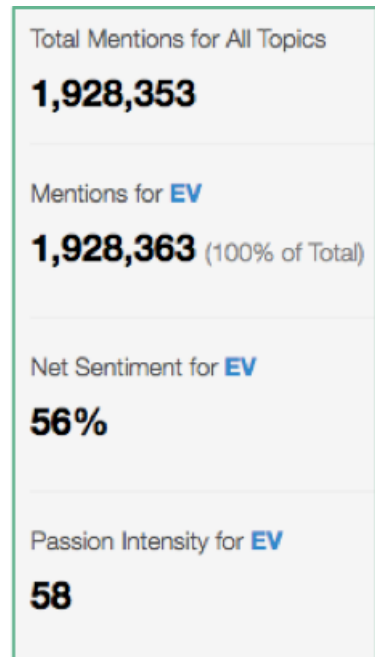 Total Mentions for All Topics
1,928,353
Mentions for EV
1,928,363 (100% of Total)
Net Sentiment for EV
56%
Passion Intensity for EV
58